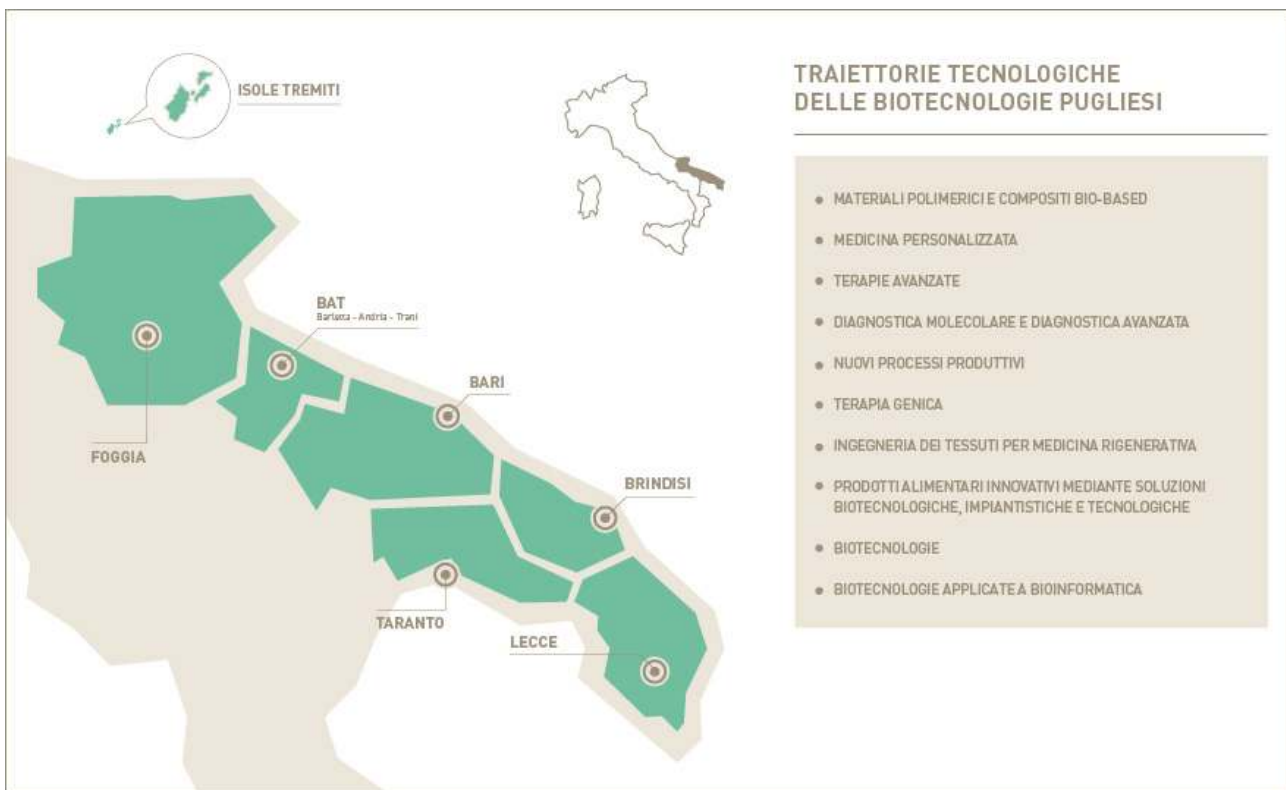 ISOLE TREMITI
TRAIETTORIE TECNOLOGICHE
DELLE BIOTECNOLOGIE PUGLIESI
MATERIALI POLIMERICI E COMPOSITI BIO-BASED
MEDICINA PERSONALIZZATA
TERAPIE AVANZATE
DIAGNOSTICA MOLECOLARE E DIAGNOSTICA AVANZATA
NUOVI PROCESSI PRODUTTIVI
TERAPIA GENICA
INGEGNERIA DEI TESSUTI PER MEDICINA RIGENERATIVA
PRODOTTI ALIMENTARI INNOVATIVI MEDIANTE SOLUZIONI
BIOTECNOLOGICHE, IMPIANTISTICHE E TECNOLOGICHE
BIOTECNOLOGIE
BIOTECNOLOGIE APPLICATE A BIOINFORMATICA
BAT
Barletta - Andria - Trani
BARI
FOGGIA
BRINDISI
TARANTO
LECCE